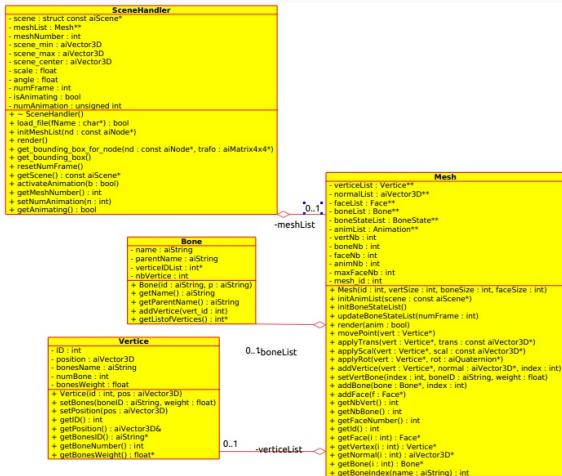 SceneHandler
- scene : struct const aiScene*
- meshList : Mesh**
- meshNumber : int
- scene_min : aiVector3D
- scene_max : aiVector3D
- scene_center : aiVector3D
- scale : float
- angle : float
- numFrame : int
- isAnimating : bool
- numAnimation : unsigned int
+ ~ SceneHandler()
+ load_file(fName : char*) : bool
+ initMeshList(nd : const aiNode*)
+ render()
+ get_bounding_box_for_node(nd : const aiNode*, trafo : aiMatrix4x4*)
+ get_bounding_box()
+ resetNumFrame()
+ getScene() : const aiScene*
+ activateAnimation(b : bool)
+ getMeshNumber() : int
+ setNumAnimation(n : int)
+ getAnimating() : bool
0..1
-meshList
Mesh
- verticeList : Vertice**
- normalList : aiVector3D**
- faceList : Face**
- boneList : Bone**
- boneStateList : BoneState**
- animList : Animation**
- vertNb : int
- boneNb : int
- faceNb : int
- animNb : int
- maxFaceNb : int
- mesh_id : int
+ Mesh(id : int, vertSize : int, boneSize : int, faceSize : int)
+ initAnimList(scene : const aiScene*)
+ initBoneStateList()
+ updateBoneStateList(numFrame : int)
+ render(anim : bool)
+ movePoint(vert : Vertice*)
+ applyTrans(vert : Vertice*, trans : const aiVector3D*)
+ applyScal(vert : Vertice*, scal : const aiVector3D*)
+ applyRot(vert : Vertice*, rot : aiQuaternion*)
+ addVertice(vert : Vertice*, normal : aiVector3D*, index : int)
+ setVertBone(index : int, boneID : aiString, weight : float)
+ addBone(bone : Bone*, index : int)
+ addFace(f : Face*)
+ getNbVert() : int
+ getNbBone() : int
+ getFaceNumber() : int
+ getId() : int
+ getFace(i : int) : Face*
+ getVertex(i : int) : Vertice*
+ getNormal(i : int) : aiVector3D*
+ getBone(i : int) : Bone*
+ getBoneIndex(name : aiString) : int
Bone
- name : aiString
- parentName : aiString
- verticeIDList : int*
- nbVertice : int
+ Bone(id : aiString, p : aiString)
+ getName() : aiString
+ getParentName() : aiString
+ addVertice(vert_id : int)
+ getListofVertices() : int*
0..1boneList
Vertice
- ID : int
- position : aiVector3D
- bonesName : aiString
- numBone : int
- bonesWeight : float
+ Vertice(id : int, pos : aiVector3D)
+ setBones(boneID : aiString, weight : float)
+ setPosition(pos : aiVector3D)
+ getID() : int
+ getPosition() : aiVector3D&
+ getBonesID() : aiString*
+ getBoneNumber() : int
+ getBonesWeight() : float*
0..1
-verticeList